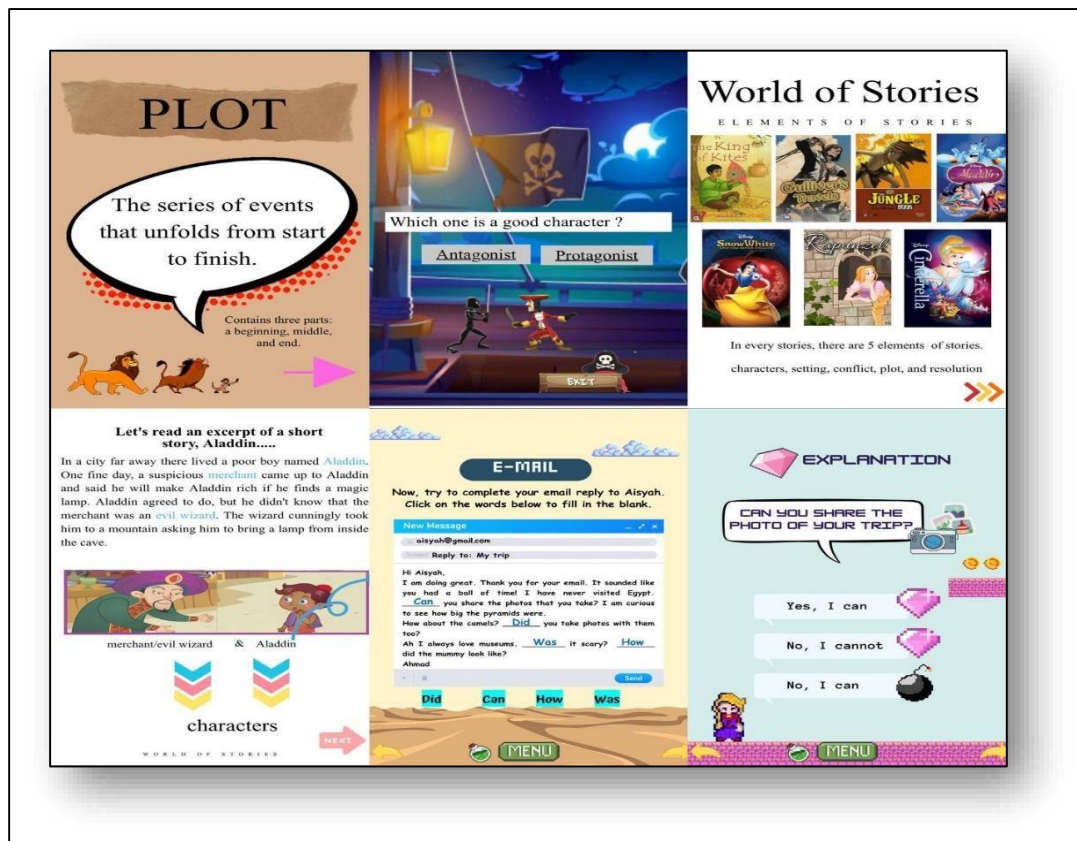 PLOT
The series of events
that unfolds from start
to finish.
Contains three parts:
a beginning, middle,
and end.
Which one is a good character ?
Antagonist Protagonist
EXIT
World of Stories
ELEMENTS OF STORIES
the King
of Kites
Gulliver's
Travels
THE
JUNGLE
BOOK
Disney
Aladdin
Disney
Snow White
Rapunzel
Disney
Cinderella
In every stories, there are 5 elements of stories.
characters, setting, conflict, plot, and resolution
Let's read an excerpt of a short
story, Aladdin.....
In a city far away there lived a poor boy named Aladdin.
One fine day, a suspicious merchant came up to Aladdin
and said he will make Aladdin rich if he finds a magic
lamp. Aladdin agreed to do, but he didn't know that the
merchant was an evil wizard. The wizard cunningly took
him to a mountain asking him to bring a lamp from inside
the cave.
merchant/evil wizard & Aladdin
characters
WORLD OF STORIES
NEXT
E-MAIL
Now, try to complete your email reply to Aisyah.
Click on the words below to fill in the blank.
New Message
aisyah@gmail.com
Reply to: My trip
Hi Aisyah,
I am doing great. Thank you for your email. It sounded like
you had a ball of time! I have never visited Egypt.
Can you share the photos that you take? I am curious
to see how big the pyramids were.
How about the camels? Did you take photos with them
too?
Ah I always love museums. Was it scary? How
did the mummy look like?
Ahmad
Send
Did Can How Was
MENU
EXPLANATION
CAN YOU SHARE THE
PHOTO OF YOUR TRIP?
Yes, I can
No, I cannot
No, I can
MENU